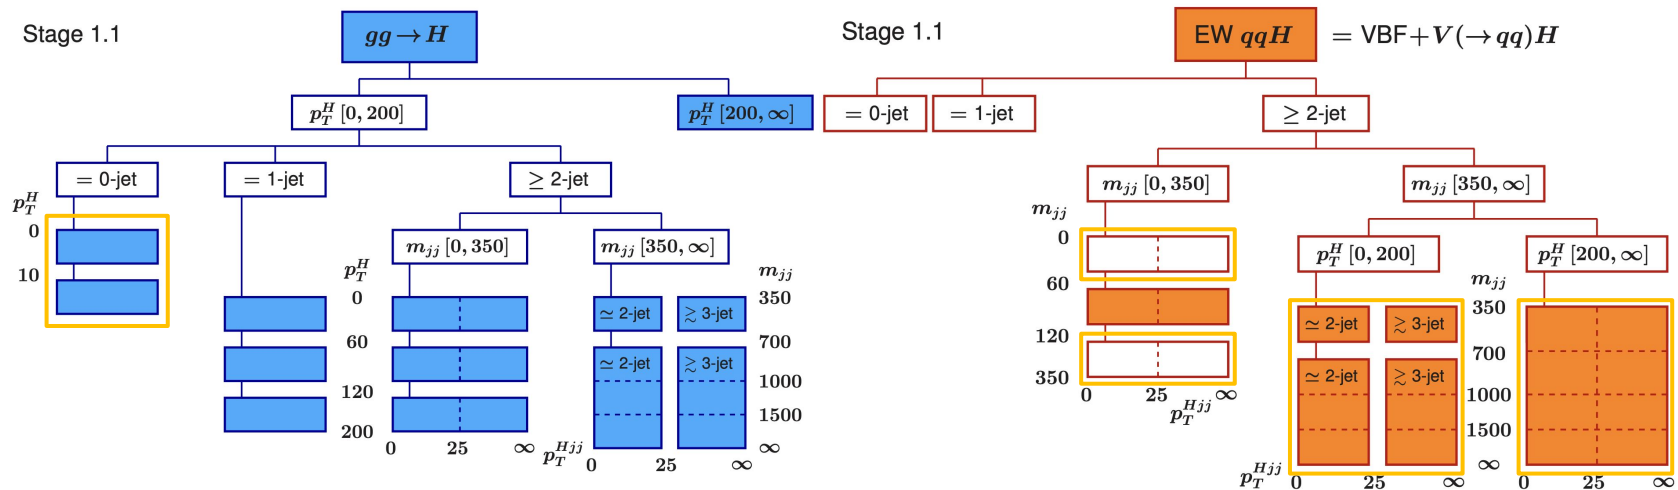 Stage 1.1
gg → H
p_T^H [0, 200]
p_T^H [200, ∞]
= 0-jet
= 1-jet
≥ 2-jet
p_T^H
0
10
m_jj [0, 350]
m_jj [350, ∞]
p_T^H
0
60
120
200
m_jj
350
700
1000
1500
∞
≃ 2-jet
≳ 3-jet
≃ 2-jet
≳ 3-jet
0
25
∞
p_T^Hjj
0
25
∞
Stage 1.1
EW qqH
= VBF + V(→ qq)H
= 0-jet
= 1-jet
≥ 2-jet
m_jj [0, 350]
m_jj [350, ∞]
m_jj
0
60
120
350
0
25
∞
p_T^Hjj
p_T^H [0, 200]
p_T^H [200, ∞]
m_jj
350
700
1000
1500
∞
≃ 2-jet
≳ 3-jet
≃ 2-jet
≳ 3-jet
p_T^Hjj
0
25
∞
0
25
∞